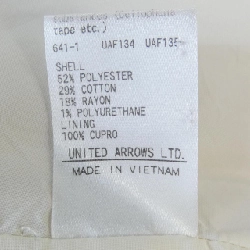 tape etc.)
641-1 UAF134 UAF135
SHELL
52% POLYESTER
29% COTTON
18% RAYON
1% POLYURETHANE
LINING
100% CUPRO
UNITED ARROWS LTD.
MADE IN VIETNAM